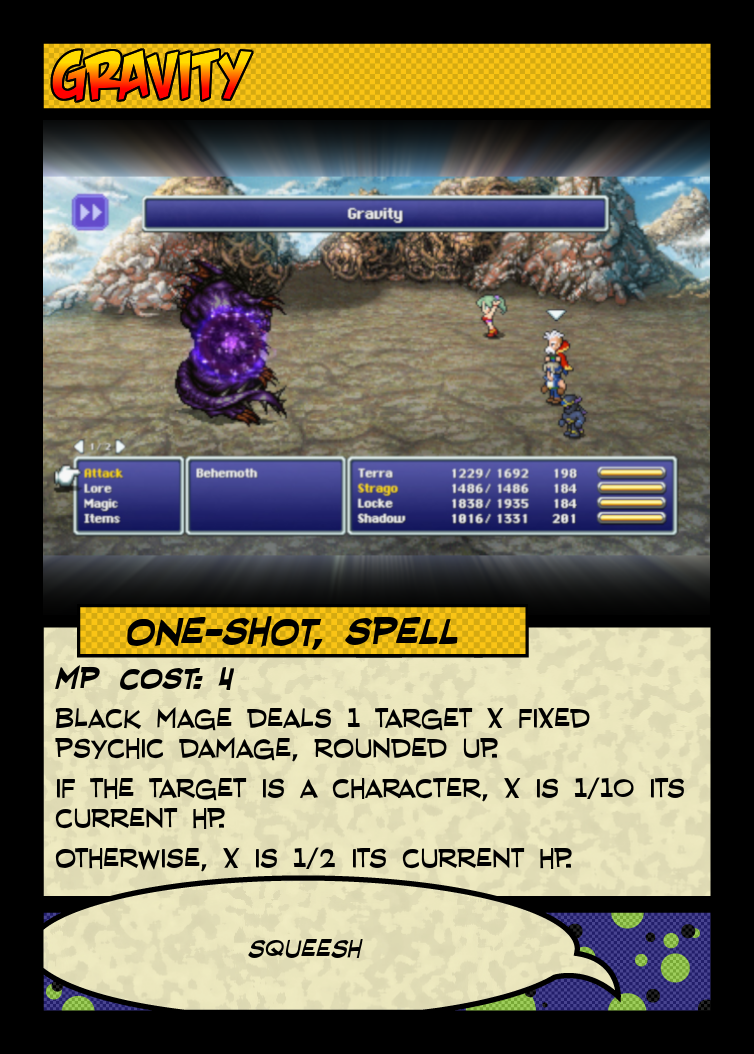 GRAVITY
Gravity
1/2
Attack
Lore
Magic
Items
Behemoth
Terra 1229/ 1692 198
Strago 1486/ 1486 184
Locke 1838/ 1935 184
Shadow 1016/ 1331 201
ONE-SHOT, SPELL
MP COST: 4
BLACK MAGE DEALS 1 TARGET X FIXED
PSYCHIC DAMAGE, ROUNDED UP.
IF THE TARGET IS A CHARACTER, X IS 1/10 ITS
CURRENT HP.
OTHERWISE, X IS 1/2 ITS CURRENT HP.
SQUEESH